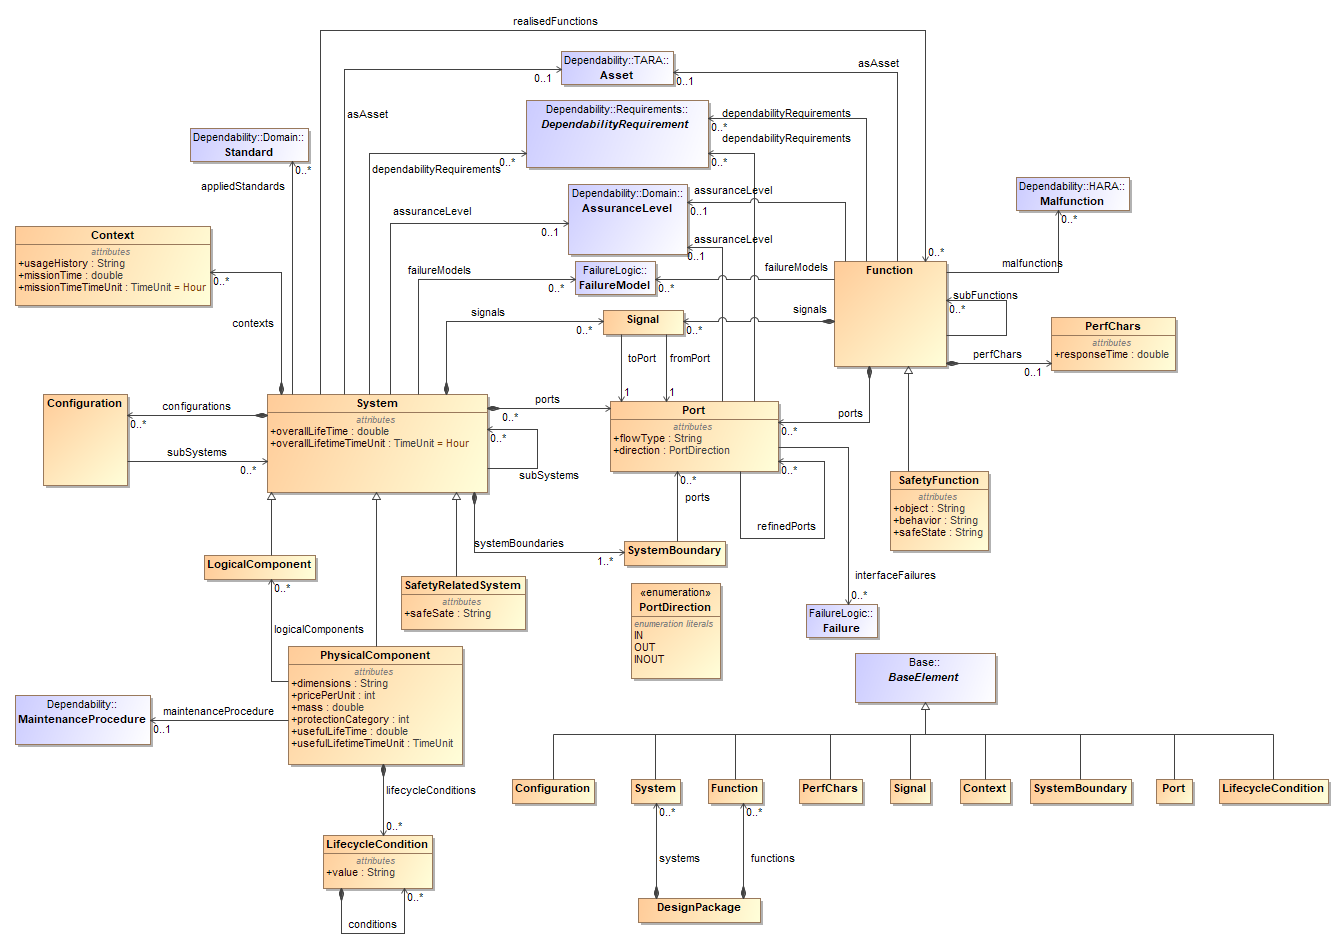 realisedFunctions
Dependability::TARA::
Asset
0..1
0..1
asAsset
asAsset
Dependability::Requirements::
DependabilityRequirement
0..*
dependabilityRequirements
dependabilityRequirements
0..*
dependabilityRequirements
0..*
Dependability::Domain::
Standard
0..*
appliedStandards
Dependability::Domain::
AssuranceLevel
assuranceLevel
0..1
assuranceLevel
0..1
assuranceLevel
0..1
Dependability::HARA::
Malfunction
0..*
malfunctions
Context
attributes
+usageHistory : String
+missionTime : double
+missionTimeTimeUnit : TimeUnit = Hour
0..*
contexts
FailureLogic::
FailureModel
failureModels
0..*
failureModels
0..*
0..*
Function
subFunctions
0..*
Signal
signals
0..*
signals
0..*
toPort
fromPort
1
1
PerfChars
attributes
+responseTime : double
perfChars
0..1
Configuration
configurations
0..*
subSystems
0..*
System
attributes
+overallLifeTime : double
+overallLifetimeTimeUnit : TimeUnit = Hour
ports
0..*
0..*
subSystems
Port
attributes
+flowType : String
+direction : PortDirection
ports
0..*
0..*
refinedPorts
0..*
ports
SafetyFunction
attributes
+object : String
+behavior : String
+safeState : String
systemBoundaries
1..*
SystemBoundary
LogicalComponent
0..*
logicalComponents
SafetyRelatedSystem
attributes
+safeSate : String
«enumeration»
PortDirection
enumeration literals
IN
OUT
INOUT
interfaceFailures
0..*
FailureLogic::
Failure
PhysicalComponent
attributes
+dimensions : String
+pricePerUnit : int
+mass : double
+protectionCategory : int
+usefulLifeTime : double
+usefulLifetimeTimeUnit : TimeUnit
Dependability::
MaintenanceProcedure
maintenanceProcedure
0..1
Base::
BaseElement
lifecycleConditions
0..*
Configuration
System
Function
PerfChars
Signal
Context
SystemBoundary
Port
LifecycleCondition
0..*
0..*
systems
functions
DesignPackage
LifecycleCondition
attributes
+value : String
0..*
conditions